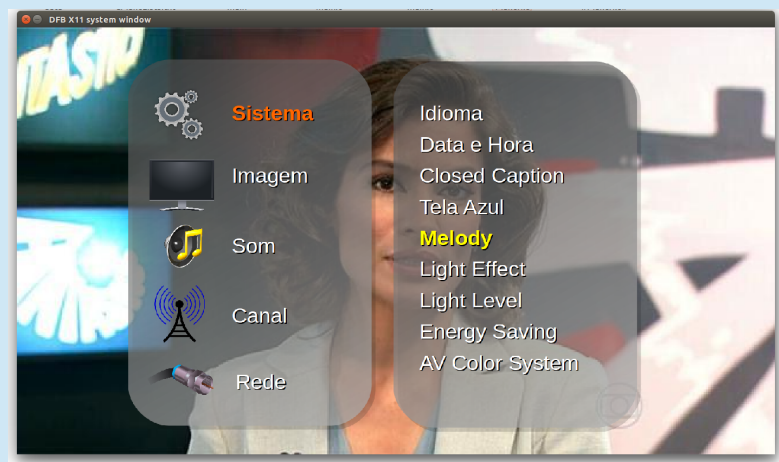 DFB X11 system window
NTÁSTIC
Sistema
Imagem
Som
Canal
Rede
Idioma
Data e Hora
Closed Caption
Tela Azul
Melody
Light Effect
Light Level
Energy Saving
AV Color System